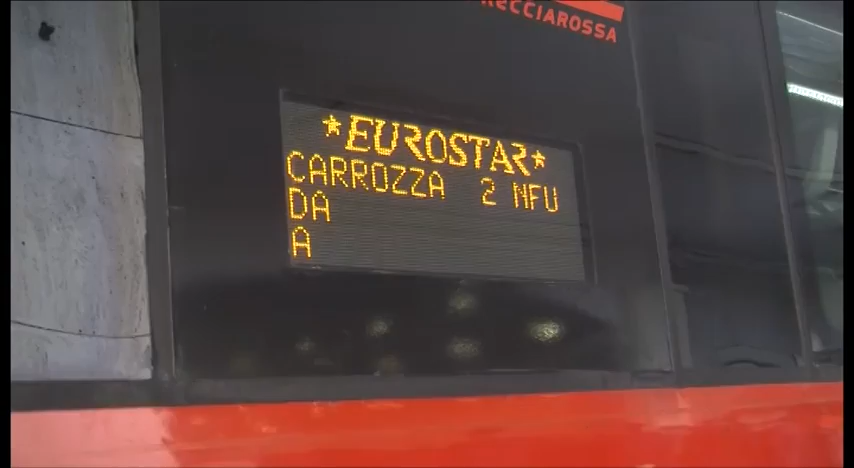 RECCIAROSSA
*EUROSTAR*
CARROZZA 2 NFU
DA
A